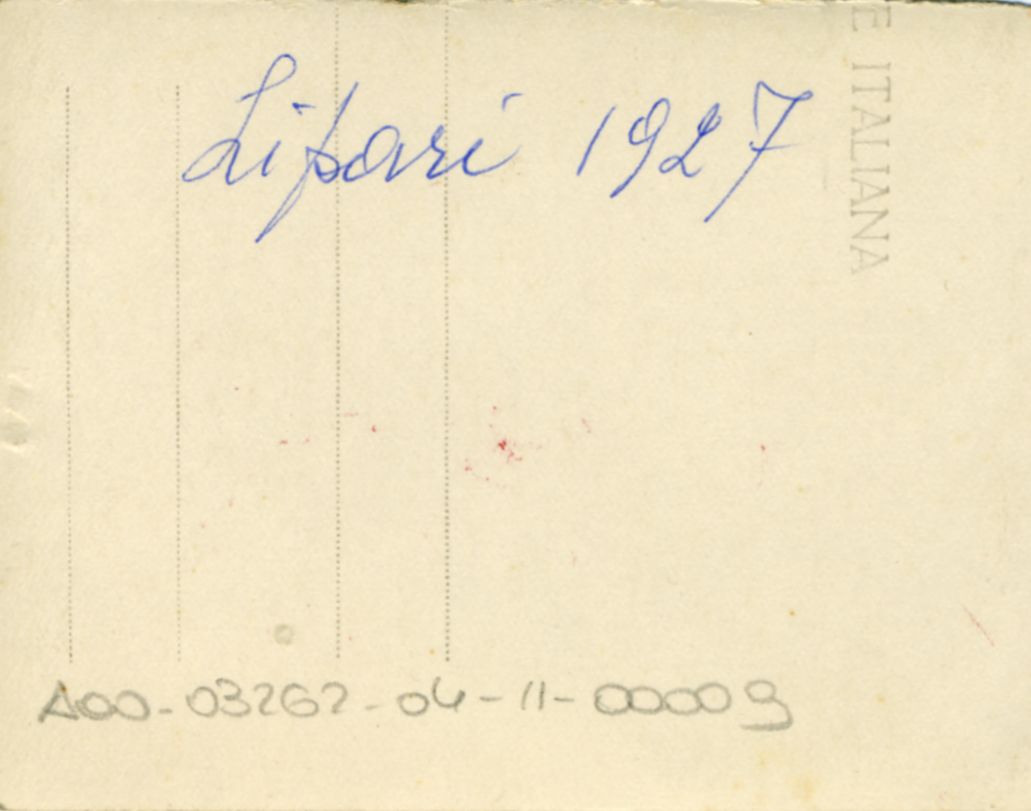 Lipari 1927
E ITALIANA
A00-03262-04-11-00009